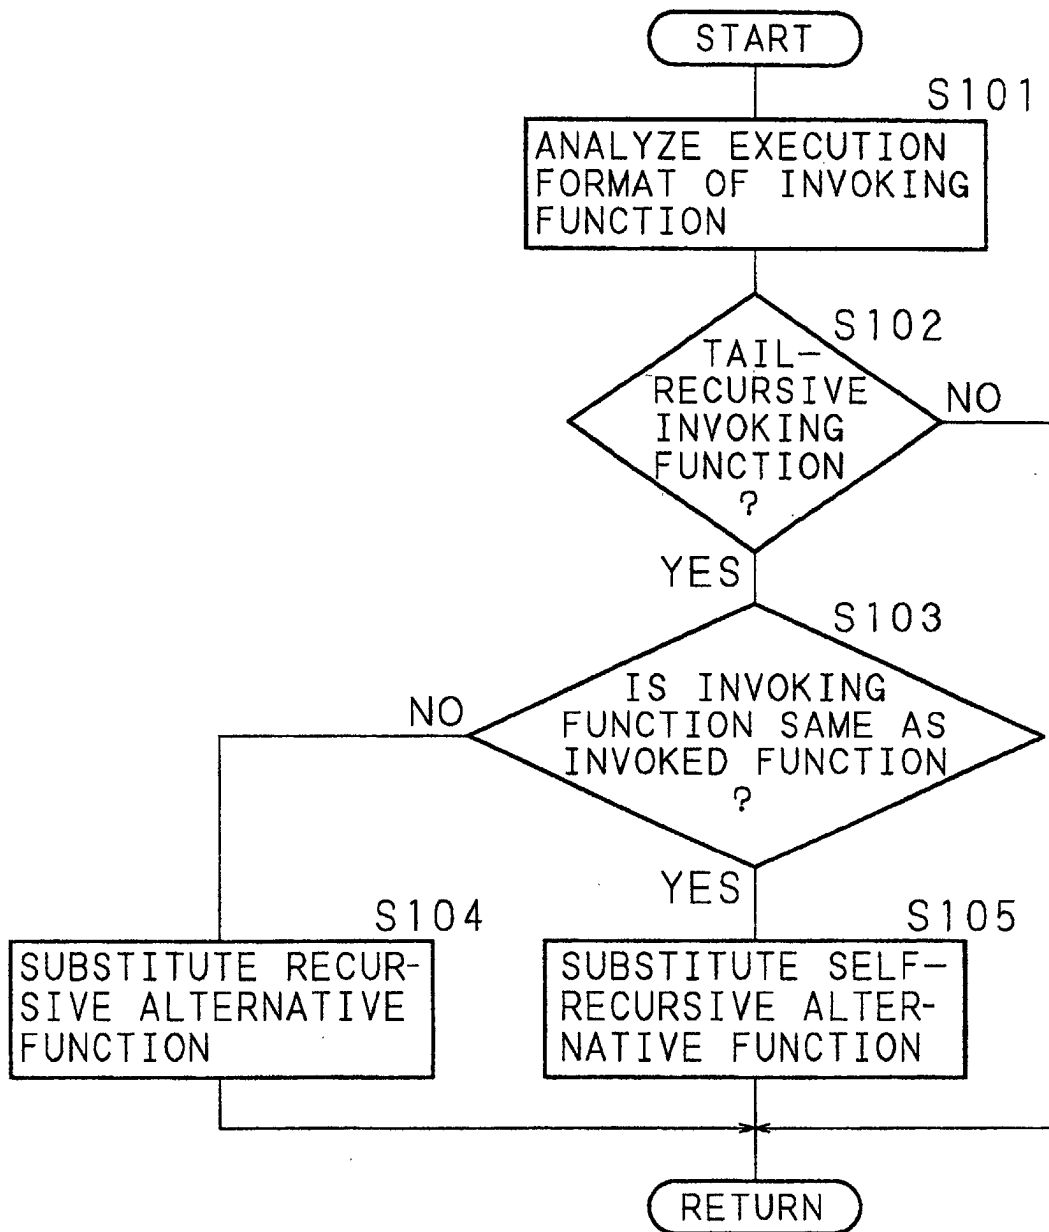 START
S101
ANALYZE EXECUTION
FORMAT OF INVOKING
FUNCTION
S102
TAIL-
RECURSIVE
INVOKING
FUNCTION
?
NO
YES
S103
IS INVOKING
FUNCTION SAME AS
INVOKED FUNCTION
?
NO
YES
S104
SUBSTITUTE RECUR-
SIVE ALTERNATIVE
FUNCTION
S105
SUBSTITUTE SELF-
RECURSIVE ALTER-
NATIVE FUNCTION
RETURN